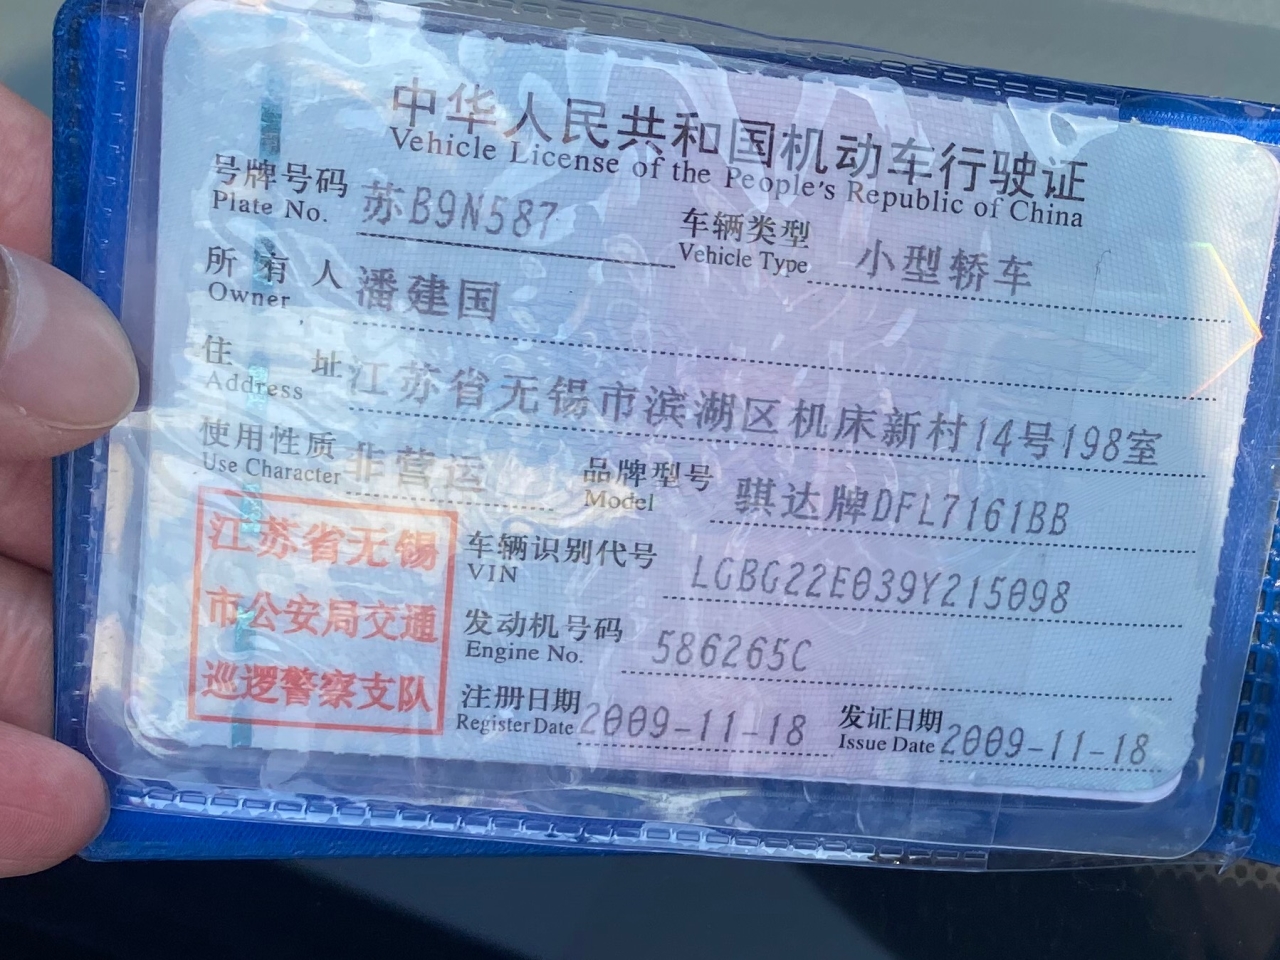 中华人民共和国机动车行驶证
Vehicle License of the People's Republic of China
号牌号码 苏B9N587 车辆类型 小型轿车
Plate No. Vehicle Type
所有人 潘建国
Owner
住址 江苏省无锡市滨湖区机床新村14号198室
Address
使用性质 非营运 品牌型号 骐达牌DFL7161BB
Use Character Model
江苏省无锡
市公安局交通
巡逻警察支队
车辆识别代号 LGBG22E039Y215098
VIN
发动机号码 586265C
Engine No.
注册日期 2009-11-18 发证日期 2009-11-18
Register Date Issue Date